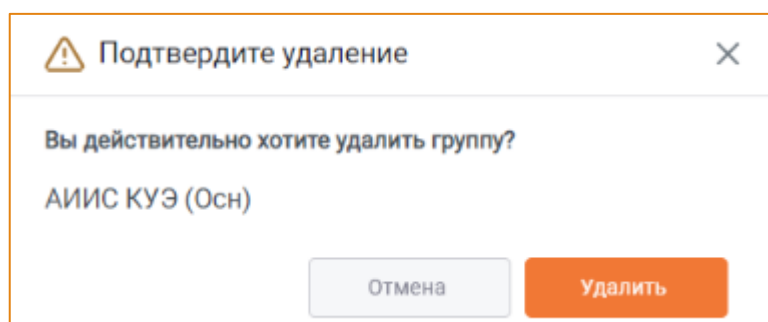 Подтвердите удаление
Вы действительно хотите удалить группу?
АИИС КУЭ (Осн)
Отмена
Удалить